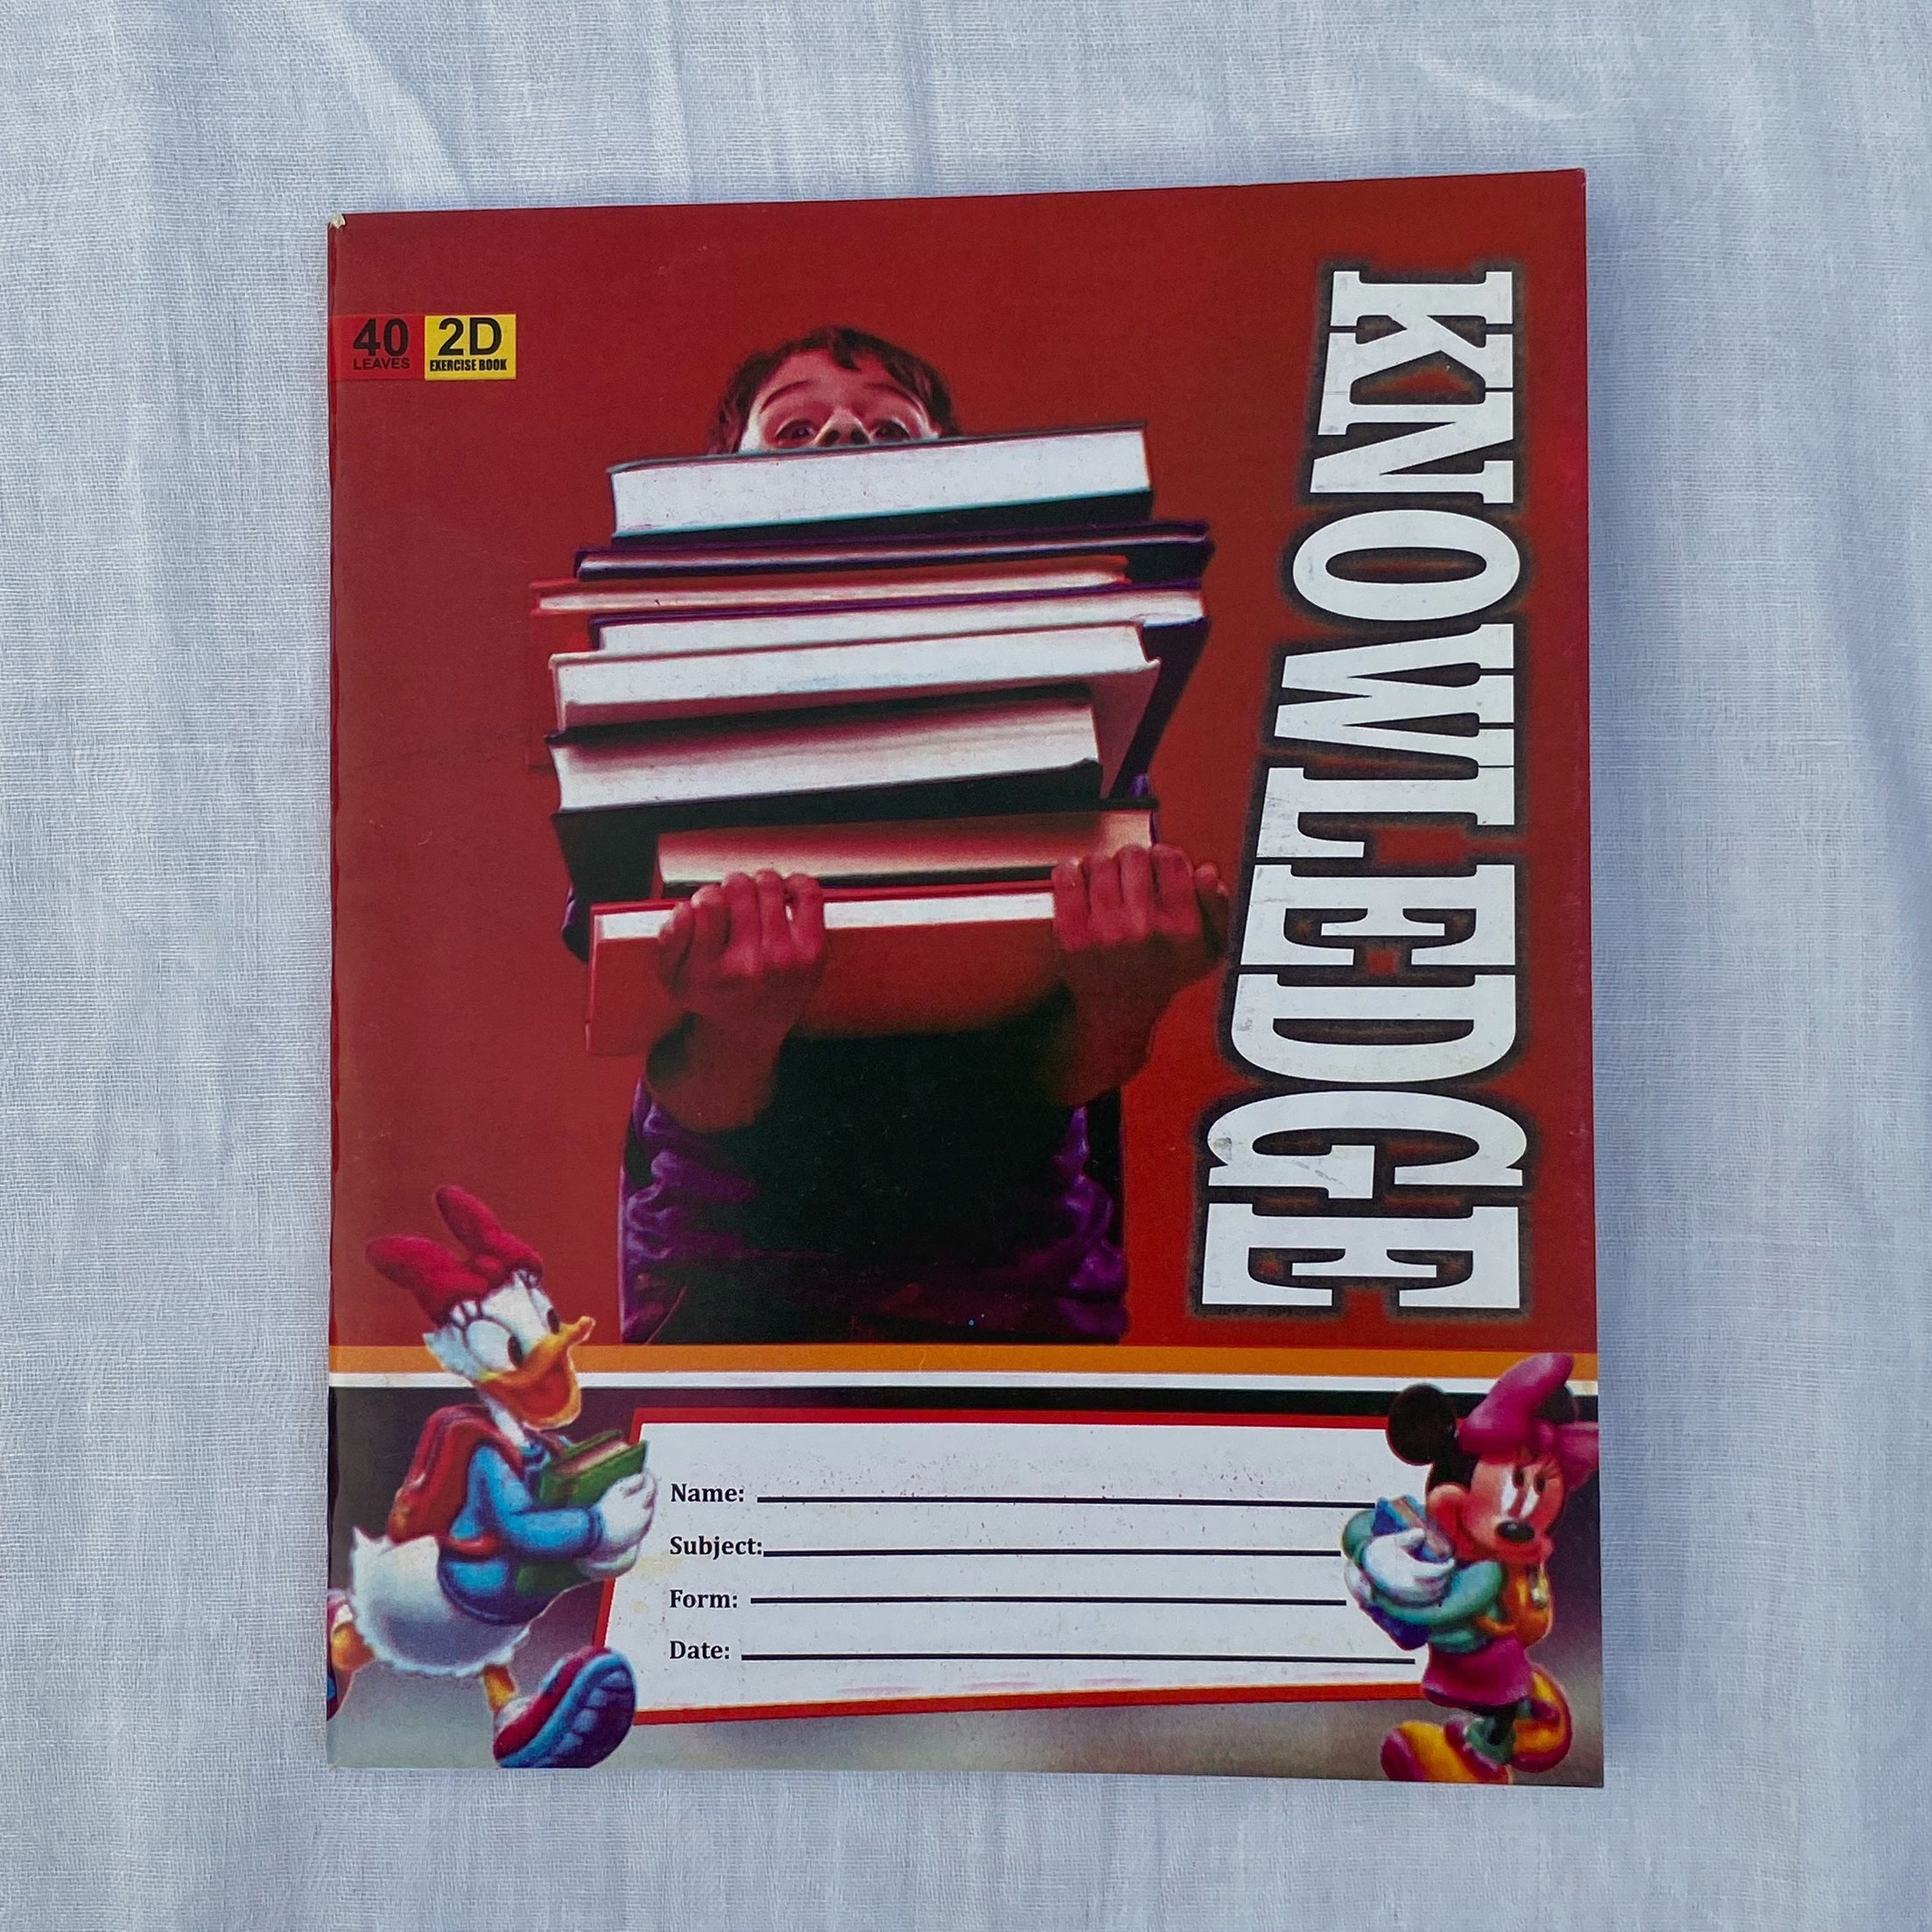 40 2D
LEAVES EXERCISE BOOK
KNOWLEDGE
Name:
Subject:
Form:
Date: